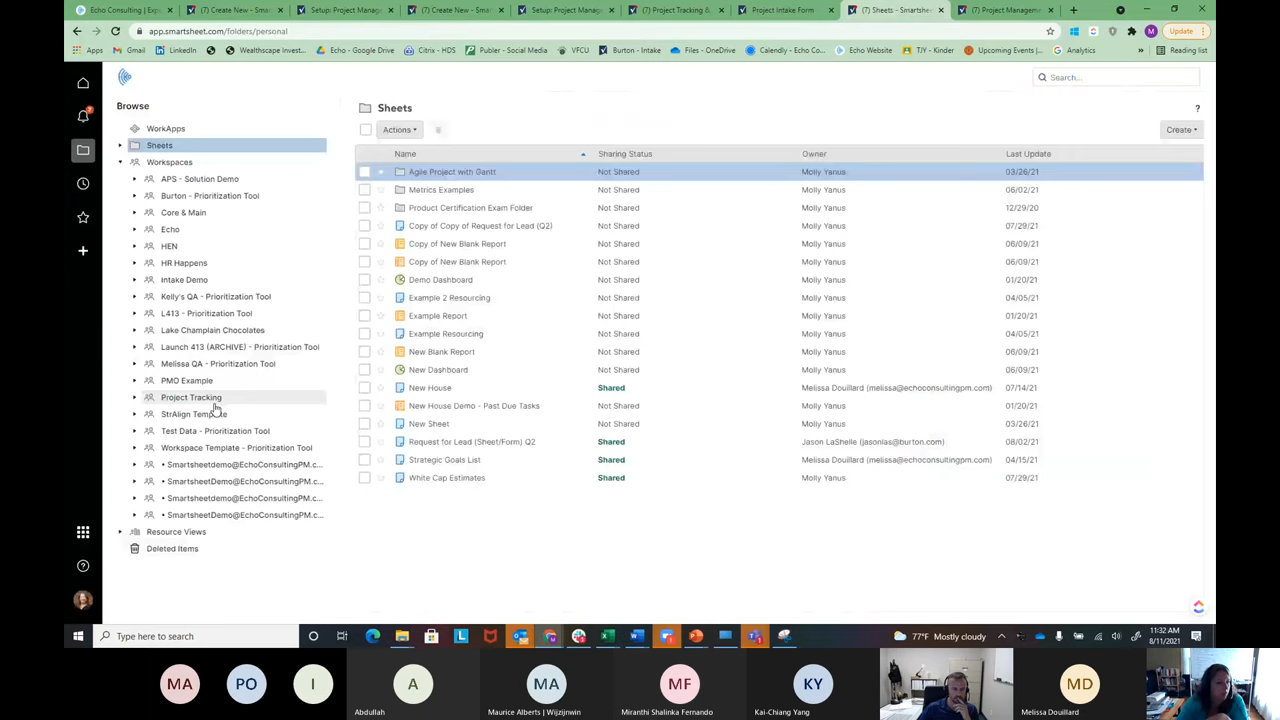 Echo Consulting | Exper
(7) Create New - Smarts
Setup: Project Manage
(7) Create New - Smarts
Setup: Project Manage
(7) Project Tracking &
Project Intake Form
(7) Sheets - Smartshe
(7) Project Manageme
app.smartsheet.com/folders/personal
M
Update
Apps
Gmail
LinkedIn
Wealthscape Invest...
Echo - Google Drive
Citrix - HDS
Publer - Social Media
VFCU
Burton - Intake
Files - OneDrive
Calendly - Echo
Echo Website
TJY - Kinder
Upcoming Events |...
Analytics
»
Reading list
Search...
Browse
WorkApps
Sheets
Workspaces
APS - Solution Demo
Burton - Prioritization Tool
Core & Main
Echo
HEN
HR Happens
Intake Demo
Kelly's QA - Prioritization Tool
L413 - Prioritization Tool
Lake Champlain Chocolates
Launch 413 (ARCHIVE) - Prioritization Tool
Melissa QA - Prioritization Tool
PMO Example
Project Tracking
StrAlign Template
Test Data - Prioritization Tool
Workspace Template - Prioritization Tool
• Smartsheetdemo@EchoConsultingPM.c...
• SmartsheetDemo@EchoConsultingPM.c...
• Smartsheetdemo@EchoConsultingPM.c...
• SmartsheetDemo@EchoConsultingPM.c...
Resource Views
Deleted Items
Sheets
?
Actions
Create
Name Sharing Status Owner Last Update
Agile Project with Gantt Not Shared Molly Yanus 03/26/21
Metrics Examples Not Shared Molly Yanus 06/02/21
Product Certification Exam Folder Not Shared Molly Yanus 12/29/20
Copy of Copy of Request for Lead (Q2) Not Shared Molly Yanus 07/29/21
Copy of New Blank Report Not Shared Molly Yanus 06/09/21
Copy of New Blank Report Not Shared Molly Yanus 06/09/21
Demo Dashboard Not Shared Molly Yanus 01/20/21
Example 2 Resourcing Not Shared Molly Yanus 04/05/21
Example Report Not Shared Molly Yanus 01/20/21
Example Resourcing Not Shared Molly Yanus 04/05/21
New Blank Report Not Shared Molly Yanus 06/09/21
New Dashboard Not Shared Molly Yanus 06/09/21
New House Shared Melissa Douillard (melissa@echoconsultingpm.com) 07/14/21
New House Demo - Past Due Tasks Not Shared Molly Yanus 01/20/21
New Sheet Not Shared Molly Yanus 03/26/21
Request for Lead (Sheet/Form) Q2 Shared Jason LaShelle (jasonlas@burton.com) 08/02/21
Strategic Goals List Shared Melissa Douillard (melissa@echoconsultingpm.com) 04/15/21
White Cap Estimates Not Shared Molly Yanus 07/29/21
Type here to search
77°F Mostly cloudy
11:32 AM
8/11/2021
MA
PO
I
A
MA
MF
KY
MD
Abdullah
Maurice Alberts | Wijzijnwin
Miranthi Shalinka Fernando
Kai-Chiang Yang
Melissa Douillard